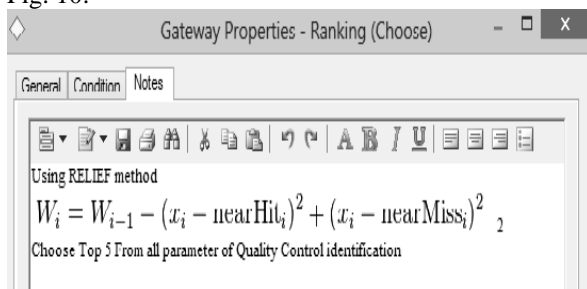 Fig. 10.
Gateway Properties - Ranking (Choose)
General Condition Notes
A B I U
Using RELIEF method
W_i = W_{i-1} - (x_i - nearHit_i)^2 + (x_i - nearMiss_i)^2 2
Choose Top 5 From all parameter of Quality Control identification